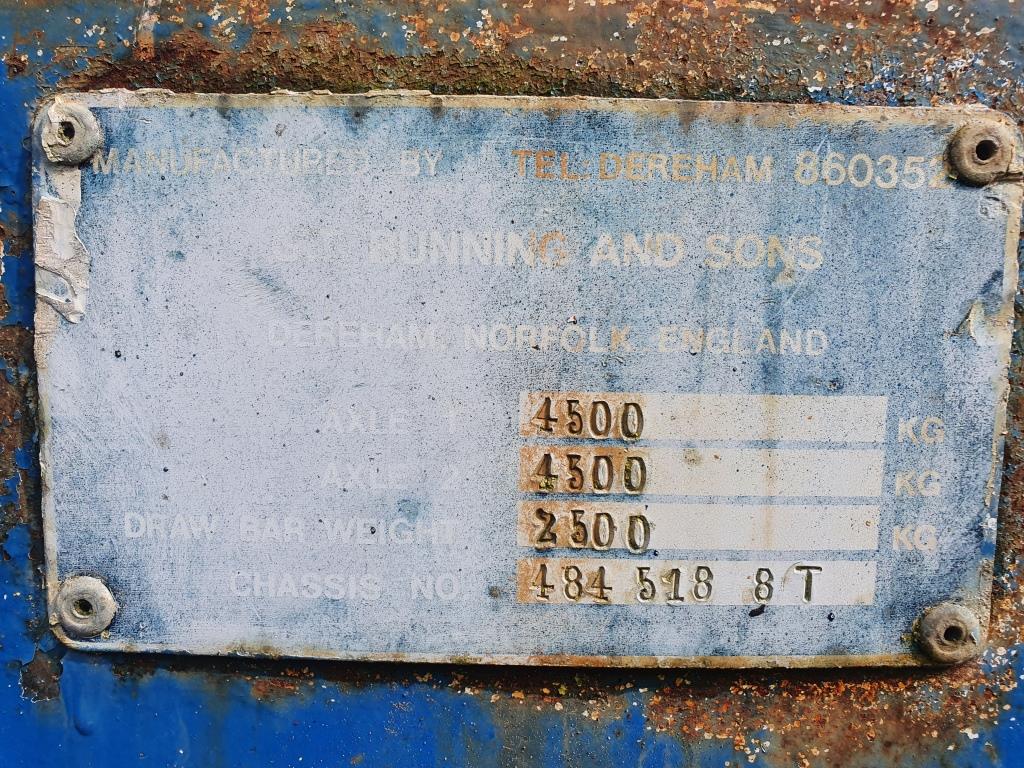 MANUFACTURED BY TEL: DEREHAM 860352
BUNNING AND SONS
DEREHAM, NORFOLK, ENGLAND
AXLE 1 4500 KG
AXLE 2 4500 KG
DRAW BAR WEIGHT 2500 KG
CHASSIS NO 484 518 8T